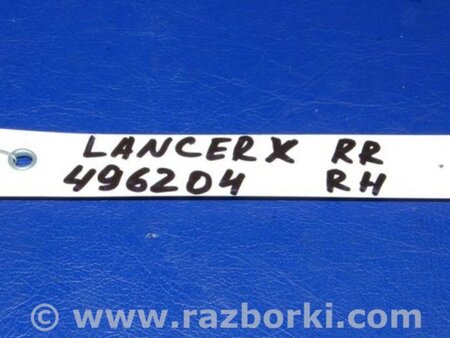 LANCER X RR
496204 RH
© www.razborki.com